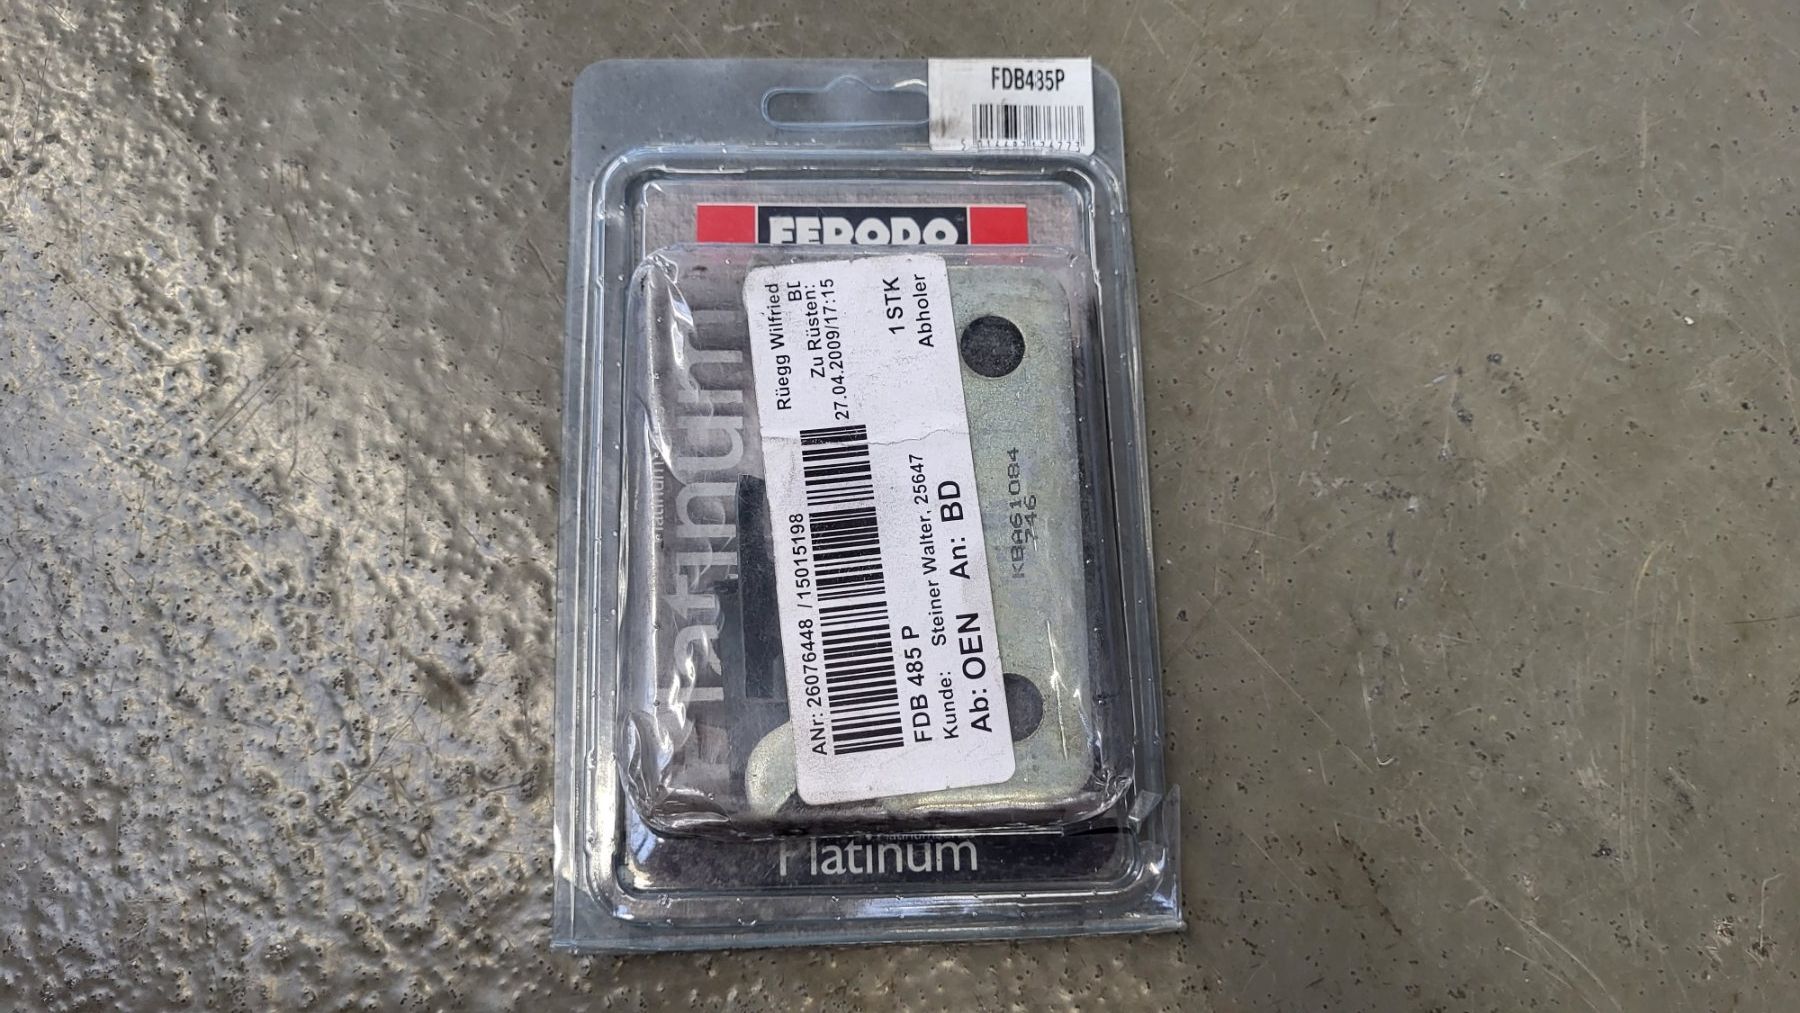 FDB485P
FERODO
Platinum
Rüegg Wilfried
Zu Rüsten:
27.04.2009/17:15
1 STK
Abholer
ANr: 26076448 / 15015198
FDB 485 P
Kunde: Steiner Walter, 25647
Ab: OEN An: BD
KBA61084
746
Platinum